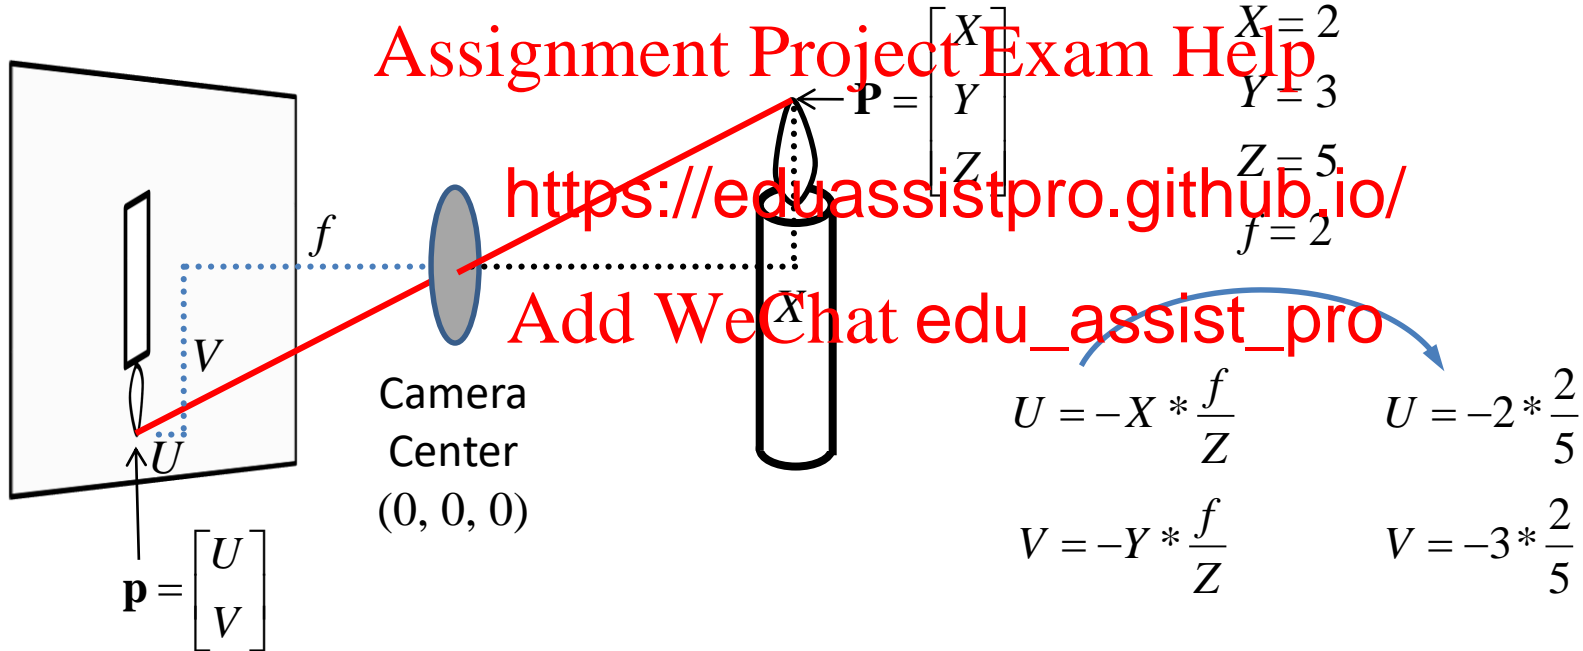 Assignment Project Exam Help
https://eduassistpro.github.io/
Add WeChat edu_assist_pro
P = [X Y Z]
X = 2
Y = 3
Z = 5
f = 2
f
V
U
X
Camera
Center
(0, 0, 0)
p = [U V]
U = −X * f/Z
U = −2 * 2/5
V = −Y * f/Z
V = −3 * 2/5